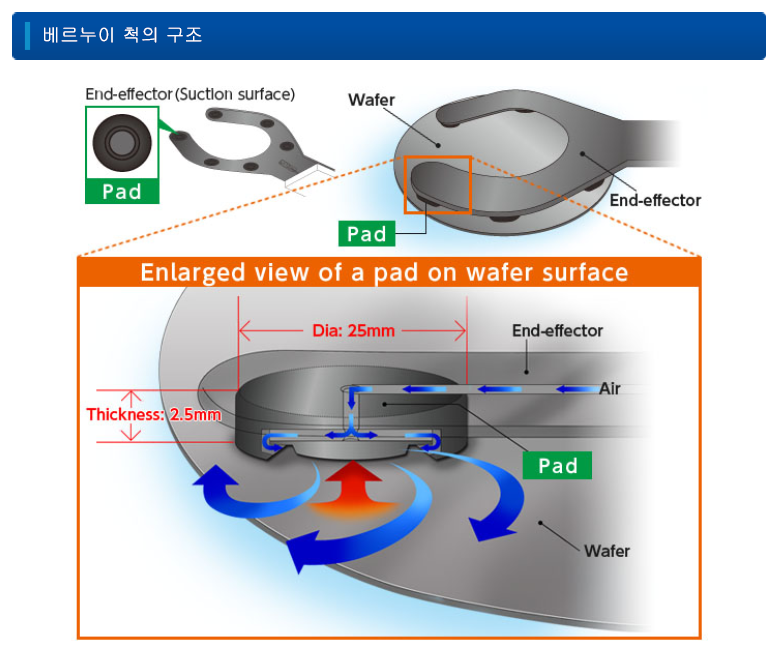 베르누이 척의 구조
End-effector(Suction surface)
Pad
Wafer
End-effector
Pad
Enlarged view of a pad on wafer surface
Dia: 25mm
End-effector
Air
Thickness: 2.5mm
Pad
Wafer